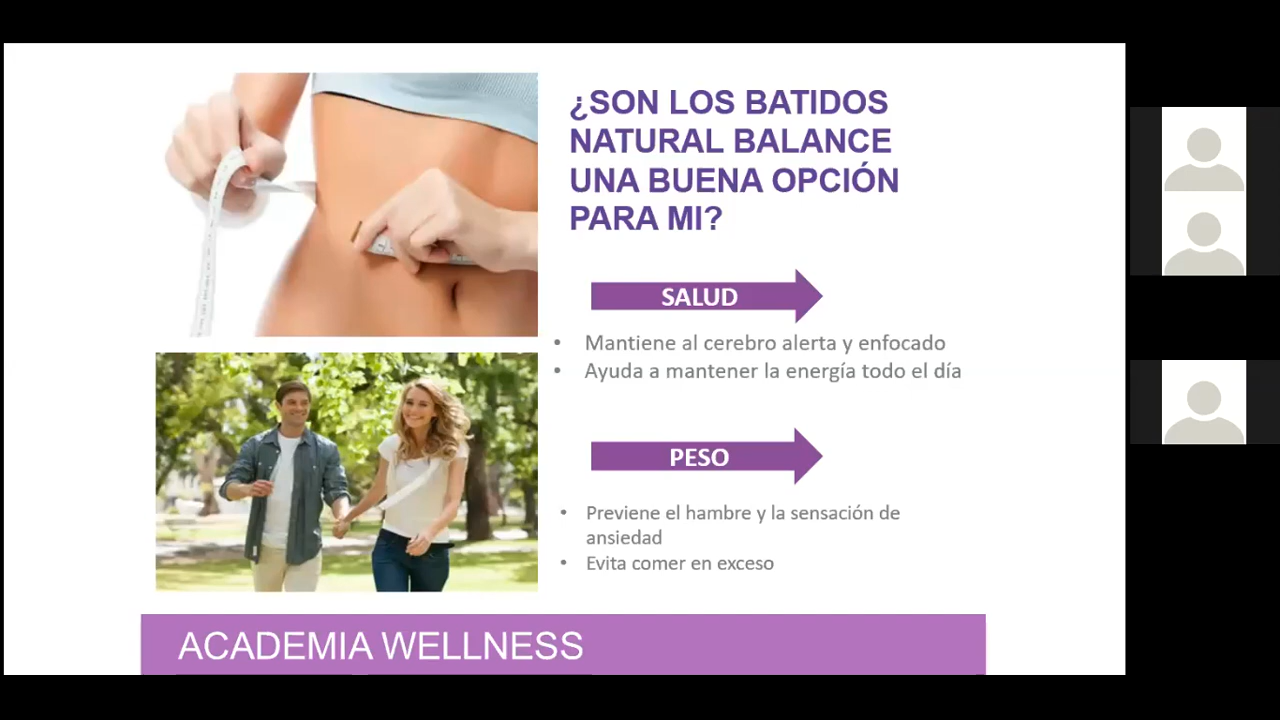 ¿SON LOS BATIDOS
NATURAL BALANCE
UNA BUENA OPCIÓN
PARA MI?
SALUD
• Mantiene al cerebro alerta y enfocado
• Ayuda a mantener la energía todo el día
PESO
• Previene el hambre y la sensación de
ansiedad
• Evita comer en exceso
ACADEMIA WELLNESS